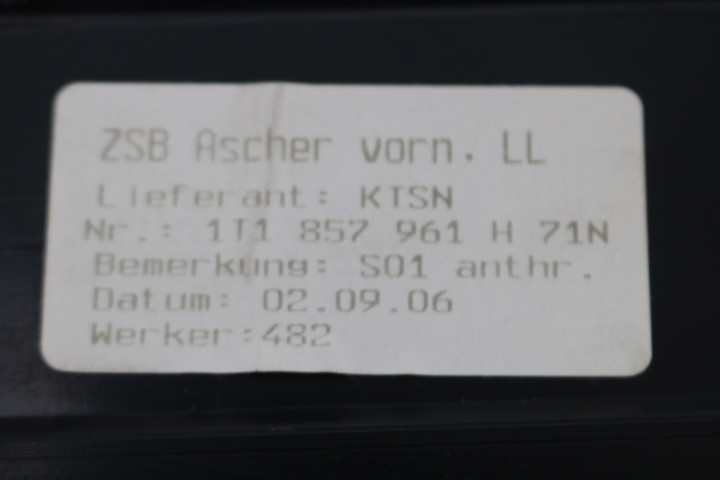 ZSB Ascher vorn. LL
Lieferant: KTSN
Nr.: 1T1 857 961 H 71N
Bemerkung: S01 anthr.
Datum: 02.09.06
Werker:482